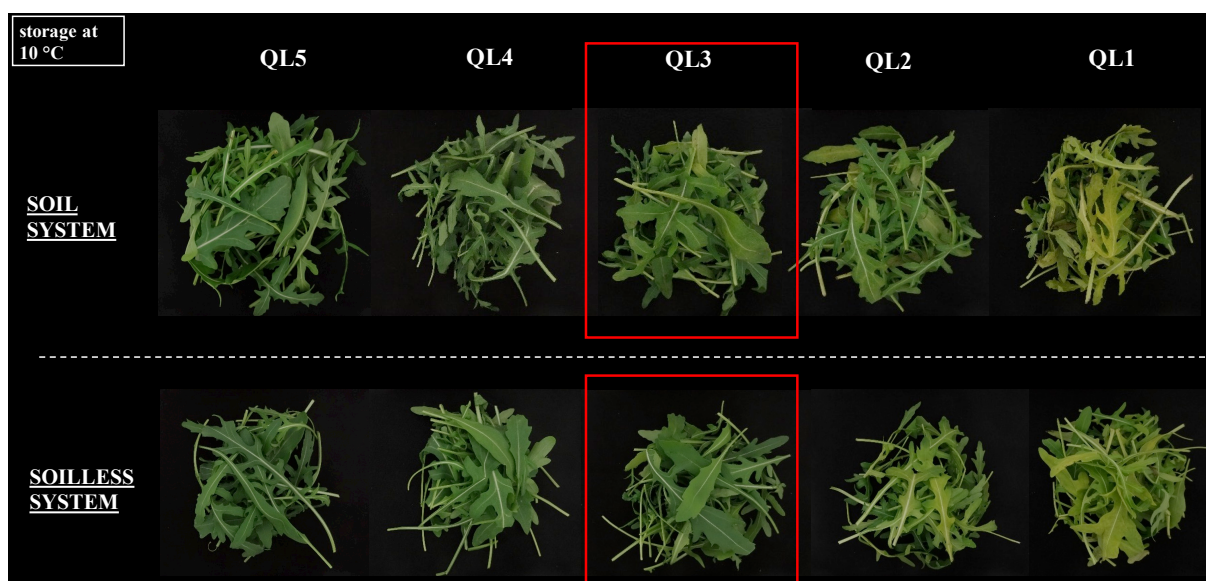 storage at
10 °C
QL5 QL4 QL3 QL2 QL1
SOIL
SYSTEM
SOILLESS
SYSTEM